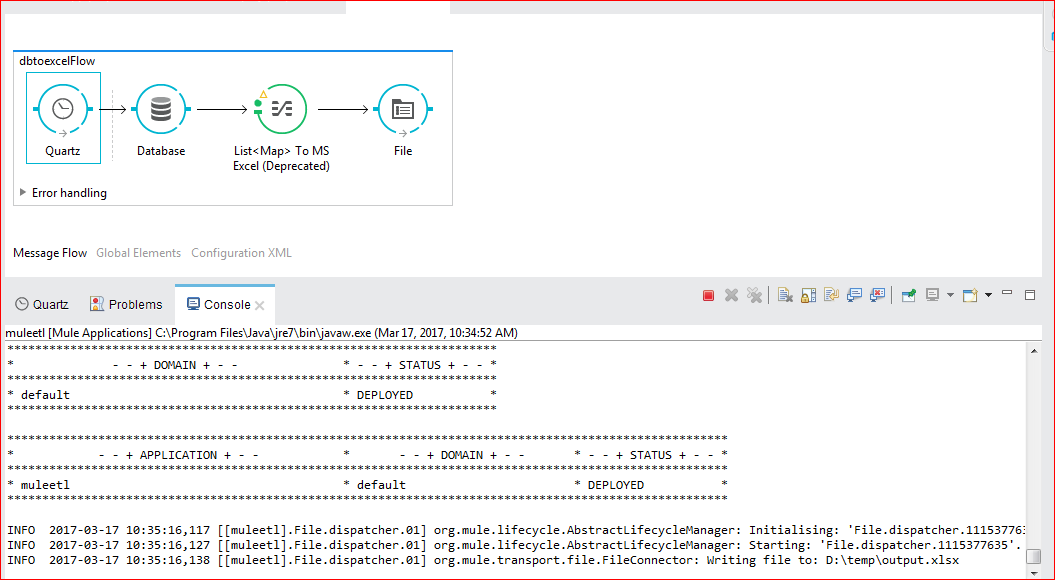 dbtoexcelFlow
Quartz
Database
List<Map> To MS
Excel (Deprecated)
File
Error handling
Message Flow Global Elements Configuration XML
Quartz Problems Console
muleetl [Mule Applications] C:\Program Files\Java\jre7\bin\javaw.exe (Mar 17, 2017, 10:34:52 AM)
**********************************************************************
*              - - + DOMAIN + - -               * - - + STATUS + - - *
**********************************************************************
* default                                       * DEPLOYED           *
**********************************************************************
*******************************************************************************************************
*            - - + APPLICATION + - -            *       - - + DOMAIN + - -       * - - + STATUS + - - *
*******************************************************************************************************
* muleetl                                       * default                        * DEPLOYED           *
*******************************************************************************************************
INFO  2017-03-17 10:35:16,117 [[muleetl].File.dispatcher.01] org.mule.lifecycle.AbstractLifecycleManager: Initialising: 'File.dispatcher.111537763
INFO  2017-03-17 10:35:16,127 [[muleetl].File.dispatcher.01] org.mule.lifecycle.AbstractLifecycleManager: Starting: 'File.dispatcher.1115377635'.
INFO  2017-03-17 10:35:16,138 [[muleetl].File.dispatcher.01] org.mule.transport.file.FileConnector: Writing file to: D:\temp\output.xlsx